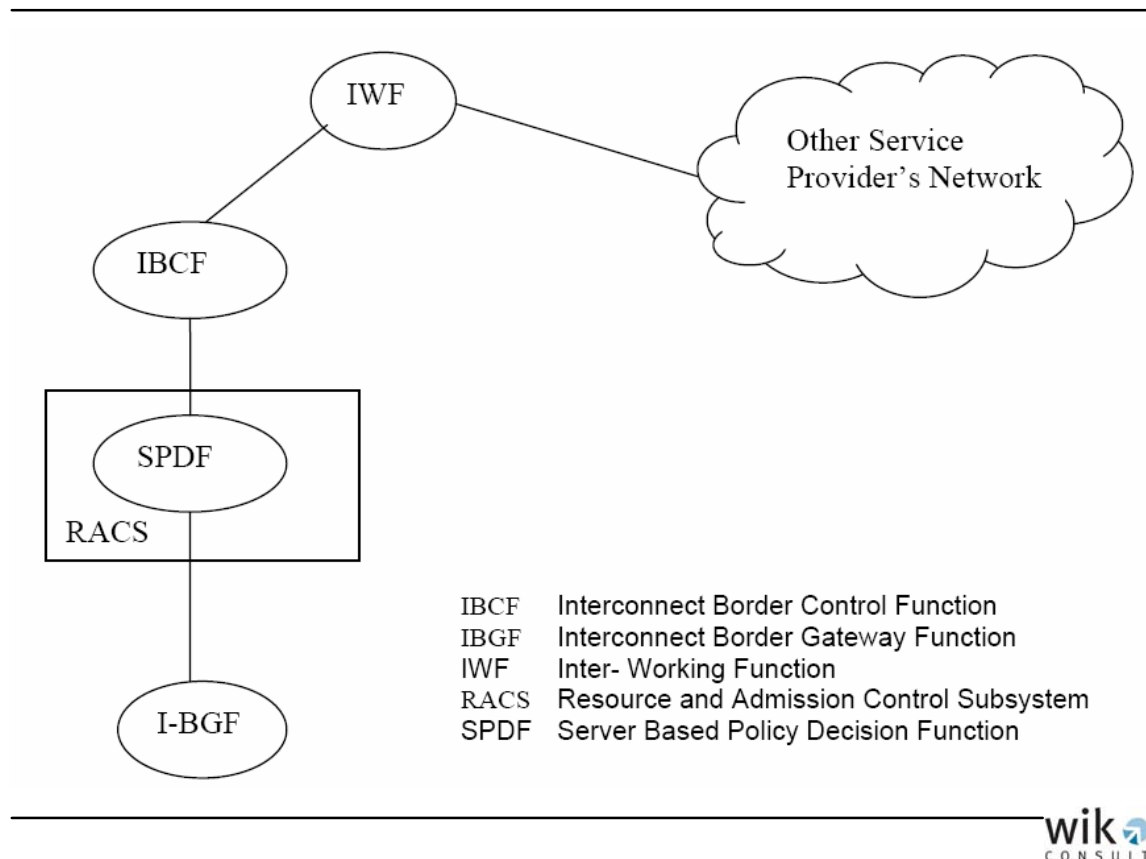 IWF
Other Service
Provider's Network
IBCF
SPDF
RACS
I-BGF
IBCF Interconnect Border Control Function
IBGF Interconnect Border Gateway Function
IWF Inter- Working Function
RACS Resource and Admission Control Subsystem
SPDF Server Based Policy Decision Function
wik
CONSULT